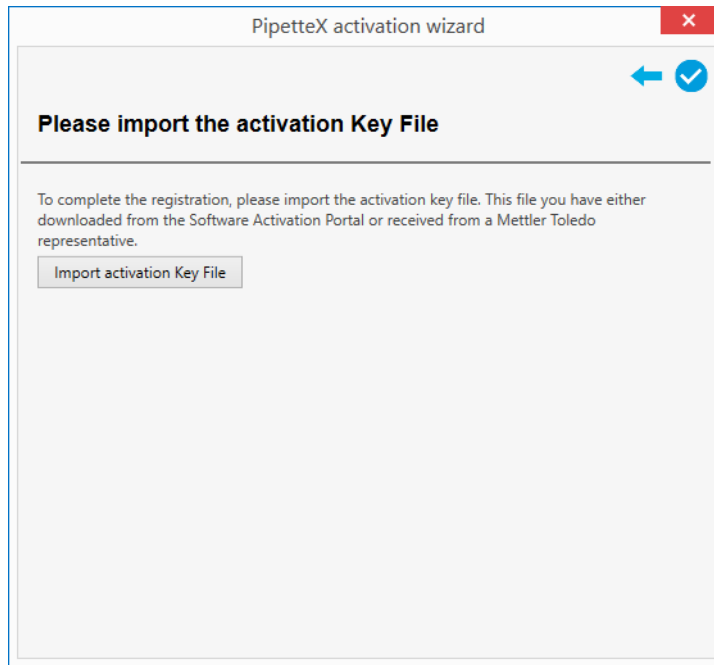 PipetteX activation wizard
Please import the activation Key File
To complete the registration, please import the activation key file. This file you have either
downloaded from the Software Activation Portal or received from a Mettler Toledo
representative.
Import activation Key File